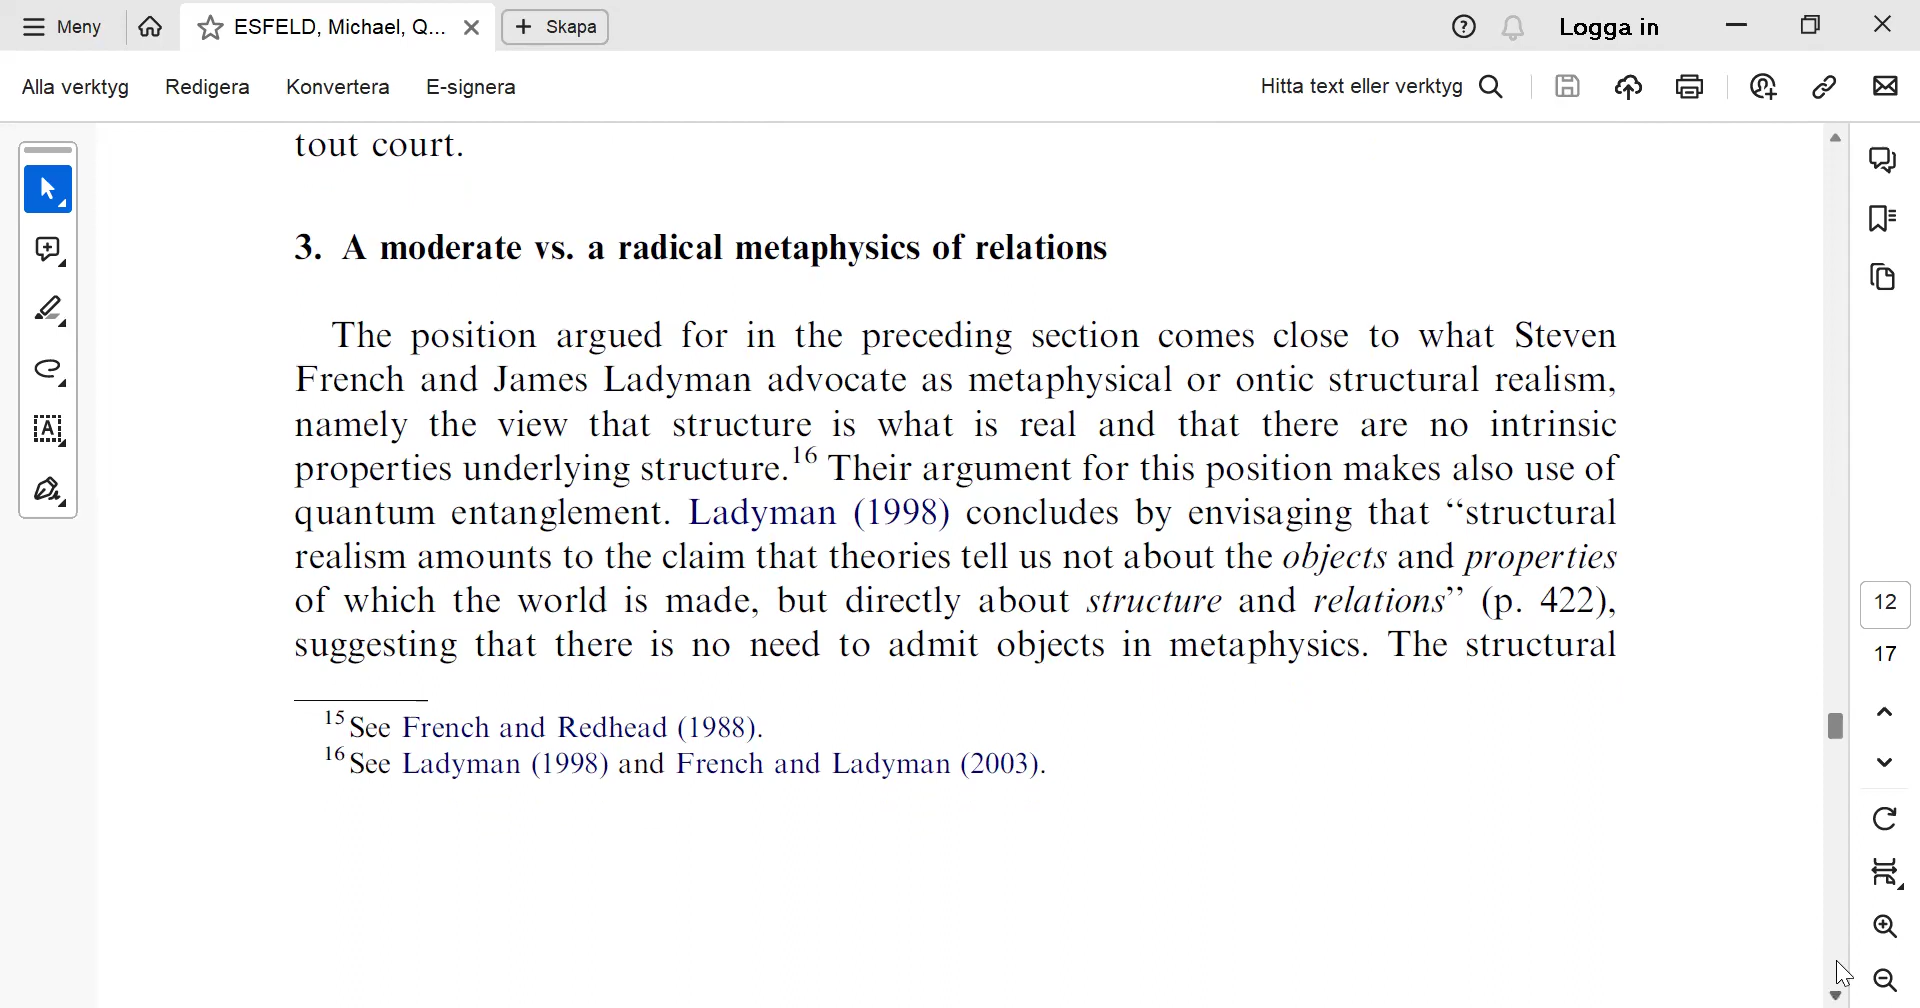 Meny
ESFELD, Michael, Q...
Skapa
Logga in
Alla verktyg
Redigera
Konvertera
E-signera
Hitta text eller verktyg
tout court.
3. A moderate vs. a radical metaphysics of relations
The position argued for in the preceding section comes close to what Steven
French and James Ladyman advocate as metaphysical or ontic structural realism,
namely the view that structure is what is real and that there are no intrinsic
properties underlying structure.16 Their argument for this position makes also use of
quantum entanglement. Ladyman (1998) concludes by envisaging that “structural
realism amounts to the claim that theories tell us not about the objects and properties
of which the world is made, but directly about structure and relations” (p. 422),
suggesting that there is no need to admit objects in metaphysics. The structural
15 See French and Redhead (1988).
16 See Ladyman (1998) and French and Ladyman (2003).
12
17